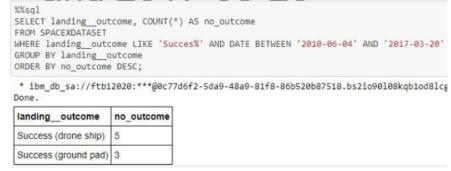 %%sql
SELECT landing__outcome, COUNT(*) AS no_outcome
FROM SPACEXDATASET
WHERE landing__outcome LIKE 'Succes%' AND DATE BETWEEN '2010-06-04' AND '2017-03-20'
GROUP BY landing__outcome
ORDER BY no_outcome DESC;
* ibm_db_sa://ftb12020:***@0c77d6f2-5da9-48a9-81f8-86b520b87518.bs2io90l08kqb1od8lcg
Done.
landing__outcome no_outcome
Success (drone ship) 5
Success (ground pad) 3